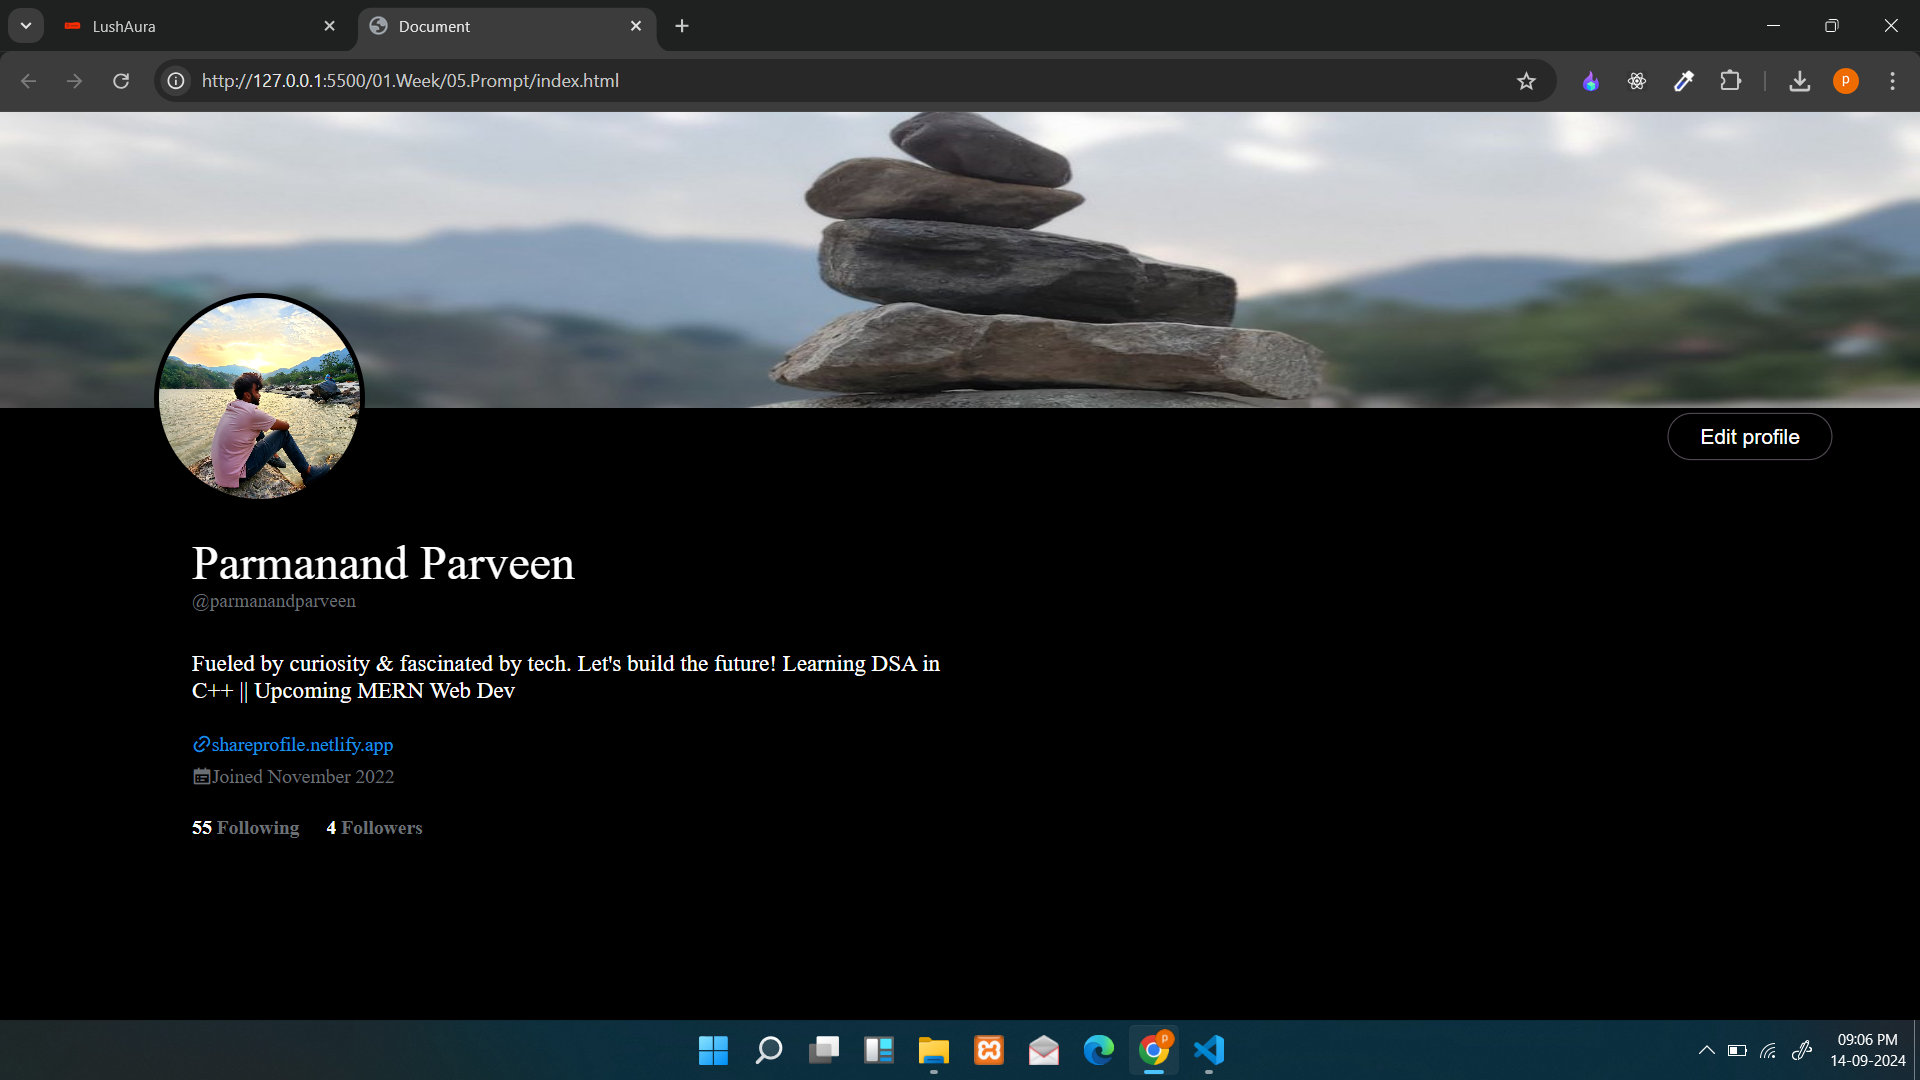 LushAura
Document
http://127.0.0.1:5500/01.Week/05.Prompt/index.html
P
Edit profile
Parmanand Parveen
@parmanandparveen
Fueled by curiosity & fascinated by tech. Let's build the future! Learning DSA in
C++ || Upcoming MERN Web Dev
shareprofile.netlify.app
Joined November 2022
55 Following 4 Followers
P
09:06 PM
14-09-2024